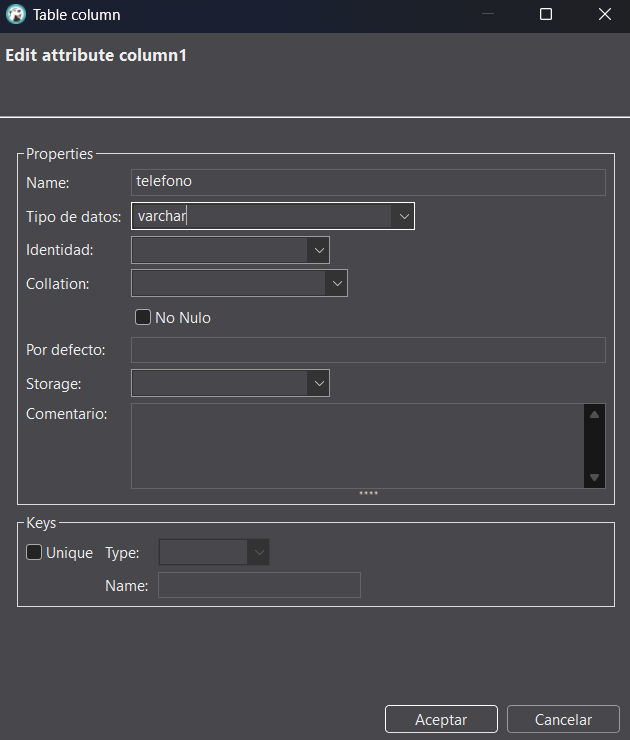 Table column
Edit attribute column1
Properties
Name: telefono
Tipo de datos: varchar
Identidad:
Collation:
No Nulo
Por defecto:
Storage:
Comentario:
Keys
Unique Type:
Name:
Aceptar Cancelar